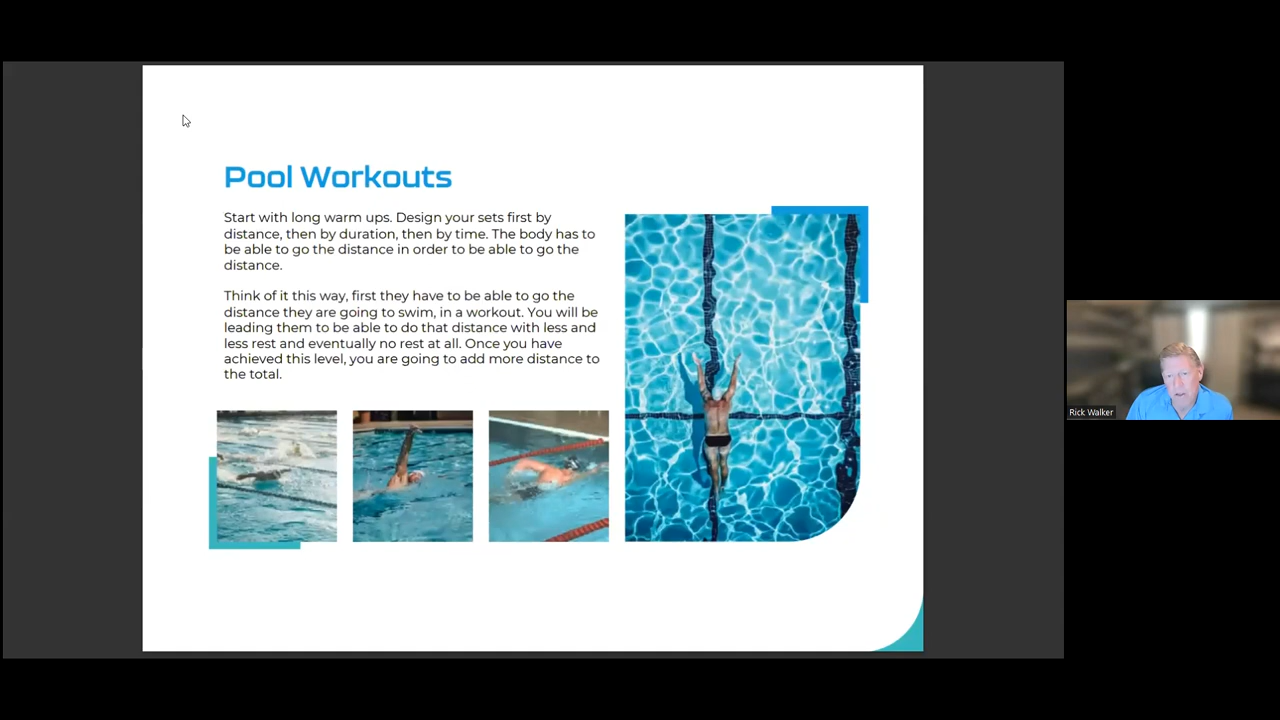 Pool Workouts
Start with long warm ups. Design your sets first by
distance, then by duration, then by time. The body has to
be able to go the distance in order to be able to go the
distance.
Think of it this way, first they have to be able to go the
distance they are going to swim, in a workout. You will be
leading them to be able to do that distance with less and
less rest and eventually no rest at all. Once you have
achieved this level, you are going to add more distance to
the total.
Rick Walker